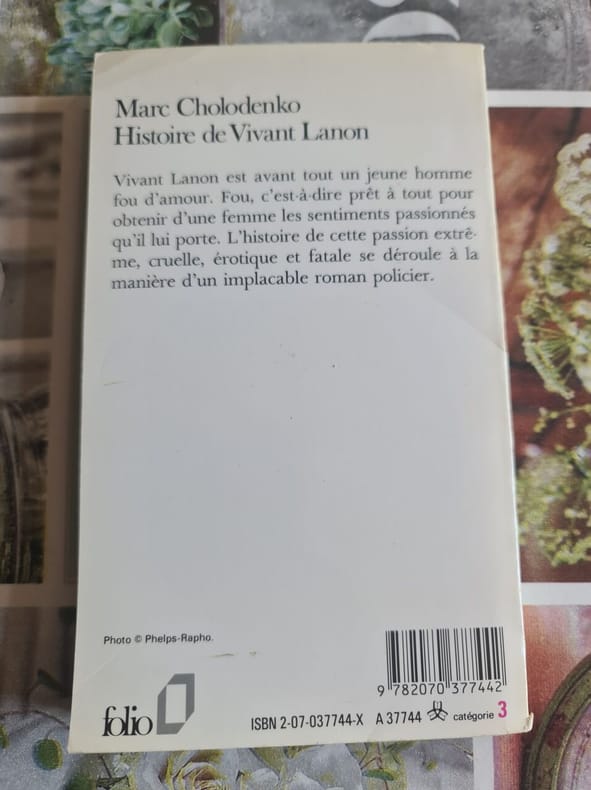 Marc Cholodenko
Histoire de Vivant Lanon
Vivant Lanon est avant tout un jeune homme
fou d'amour. Fou, c'est-à-dire prêt à tout pour
obtenir d'une femme les sentiments passionnés
qu'il lui porte. L'histoire de cette passion extrê-
me, cruelle, érotique et fatale se déroule à la
manière d'un implacable roman policier.
Photo © Phelps-Rapho.
9 782070 377442
folio
ISBN 2-07-037744-X A 37744 catégorie 3